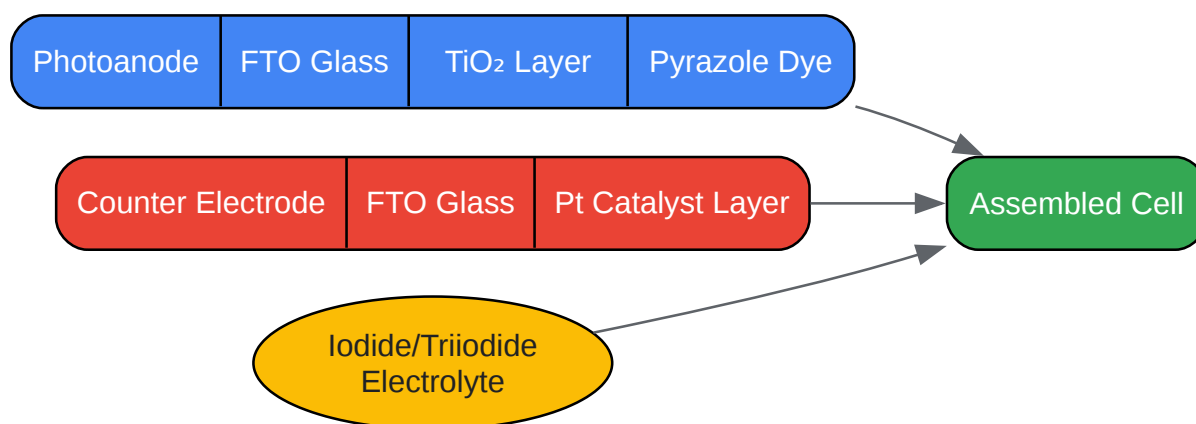 Photoanode FTO Glass TiO₂ Layer Pyrazole Dye
Counter Electrode FTO Glass Pt Catalyst Layer
Assembled Cell
Iodide/Triiodide
Electrolyte